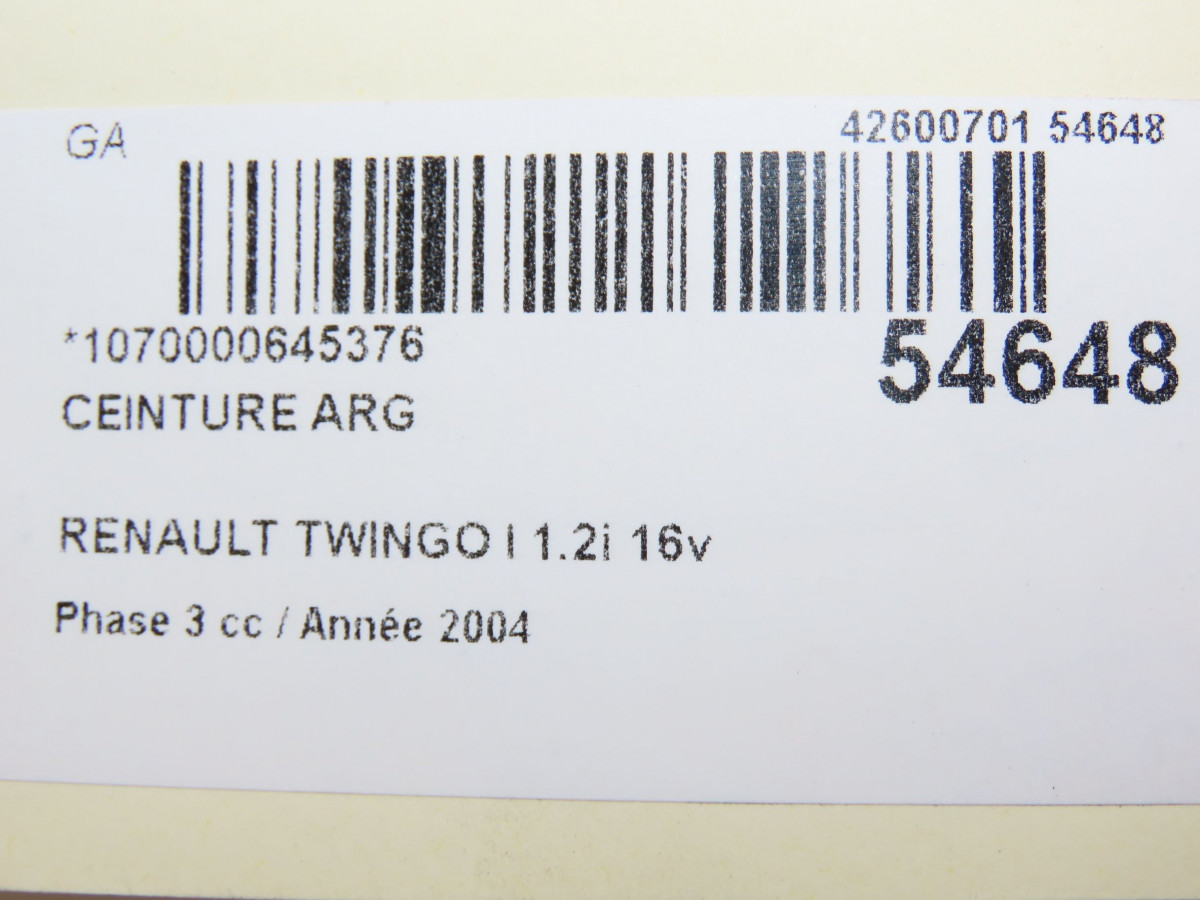 GA
42600701 54648
*1070000645376
54648
CEINTURE ARG
RENAULT TWINGO I 1.2i 16v
Phase 3 cc / Année 2004